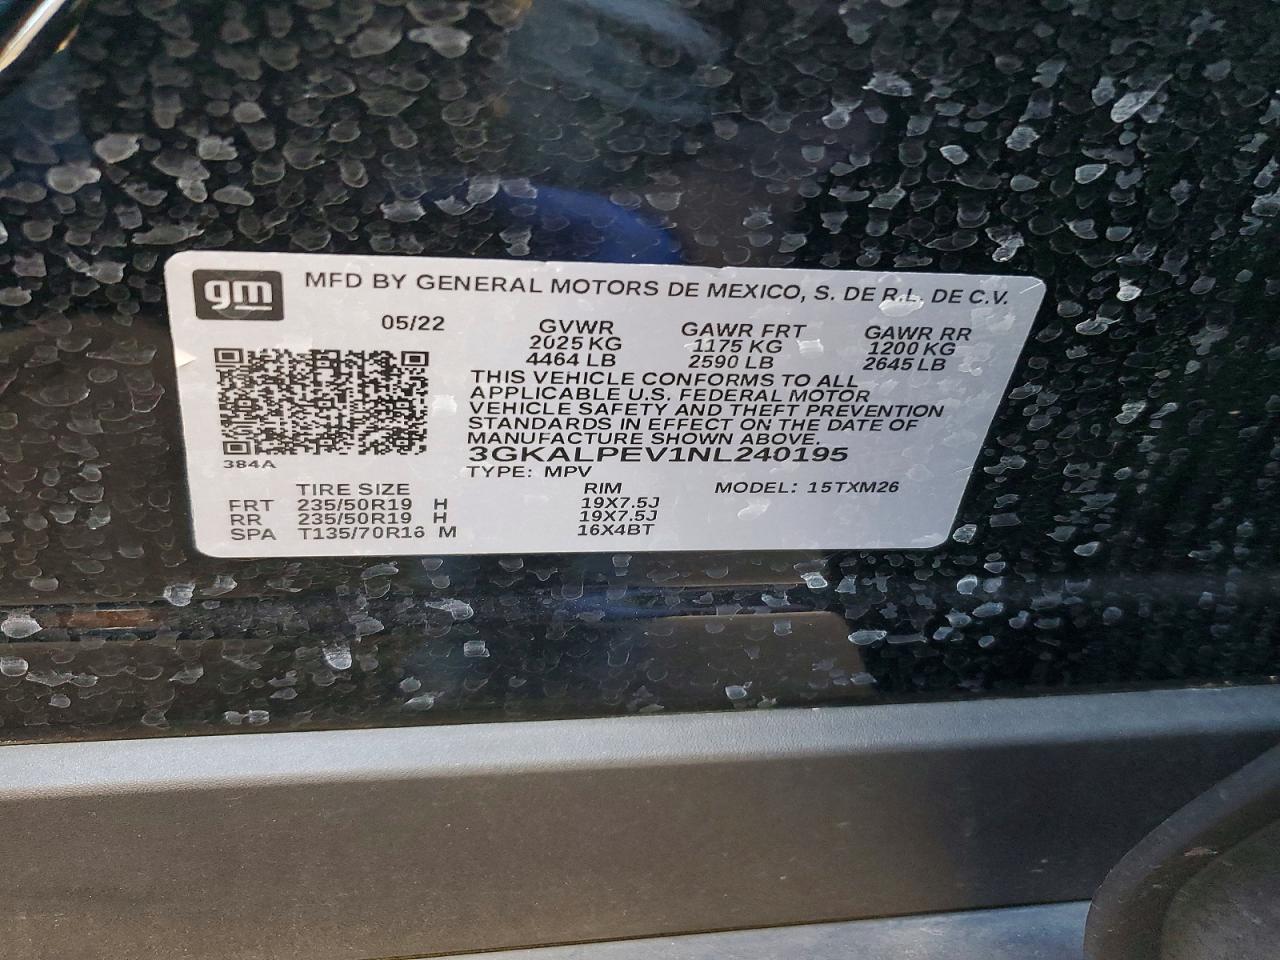 gm
MFD BY GENERAL MOTORS DE MEXICO, S. DE R.L. DE C.V.
05/22 GVWR GAWR FRT GAWR RR
2025 KG 1175 KG 1200 KG
4464 LB 2590 LB 2645 LB
THIS VEHICLE CONFORMS TO ALL
APPLICABLE U.S. FEDERAL MOTOR
VEHICLE SAFETY AND THEFT PREVENTION
STANDARDS IN EFFECT ON THE DATE OF
MANUFACTURE SHOWN ABOVE.
3GKALPEV1NL240195
384A
TYPE: MPV
TIRE SIZE RIM MODEL: 15TXM26
FRT 235/50R19 H 19X7.5J
RR 235/50R19 H 19X7.5J
SPA T135/70R16 M 16X4BT